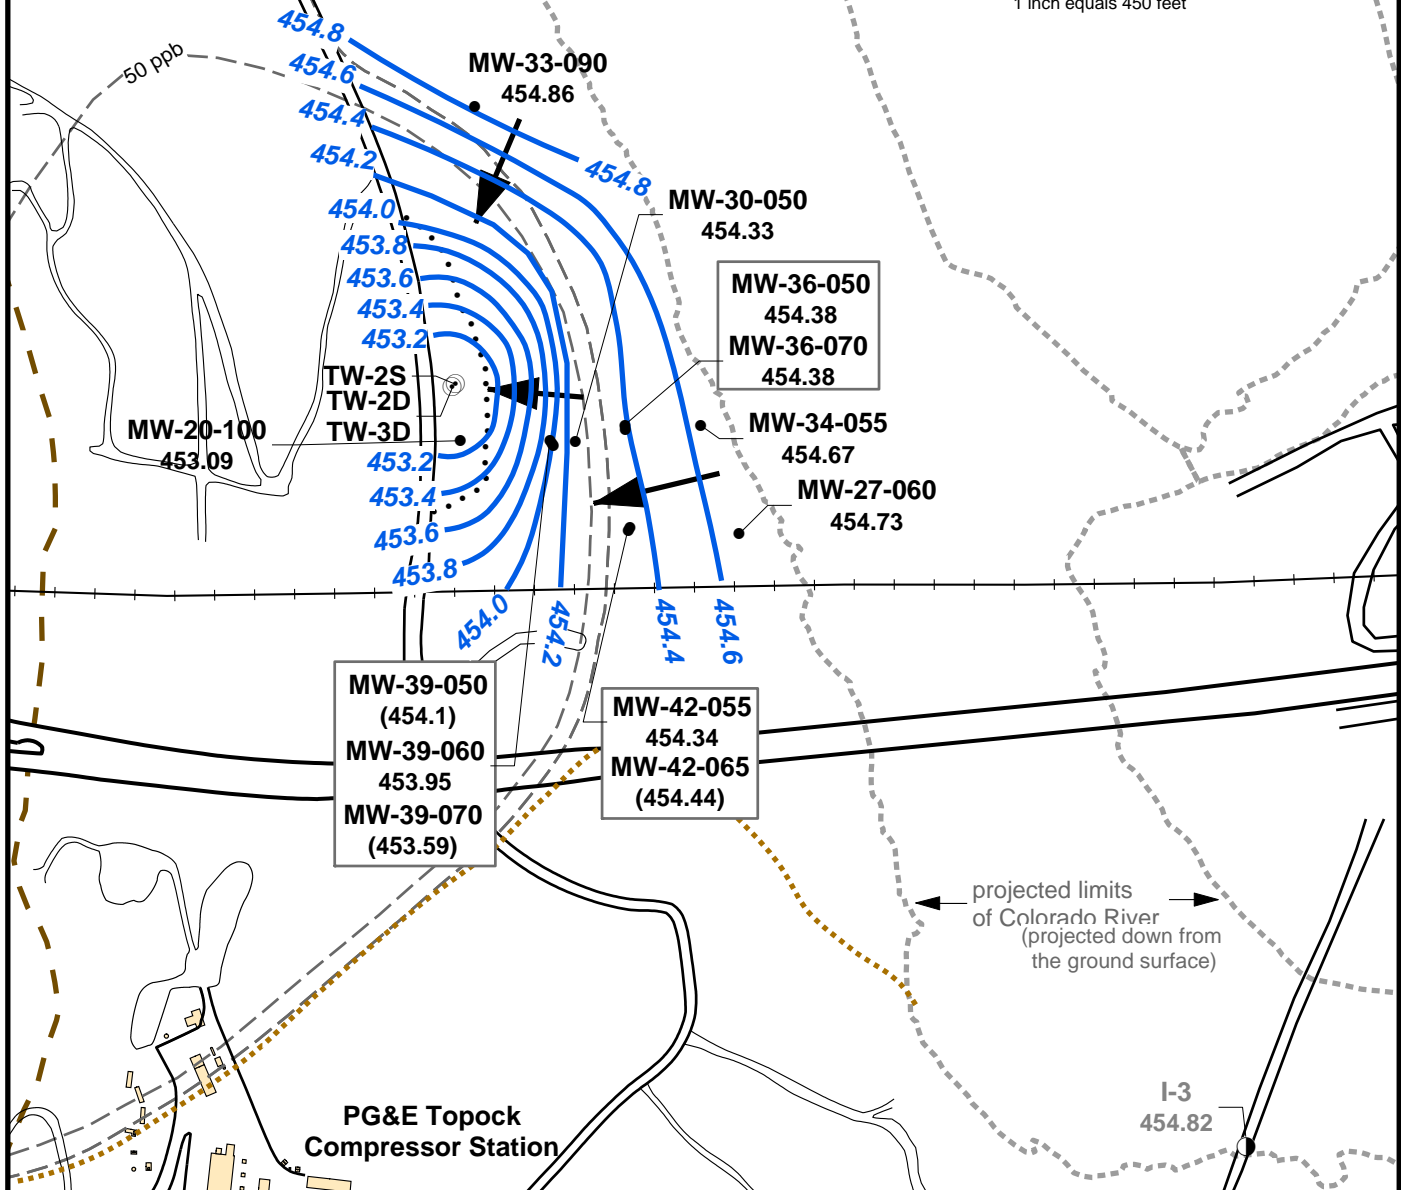 1 inch equals 450 feet
454.8
50 ppb
454.6
MW-33-090
454.86
454.4
454.2
454.8
454.0
MW-30-050
454.33
453.8
453.6
MW-36-050
454.38
MW-36-070
454.38
453.4
453.2
TW-2S
TW-2D
TW-3D
MW-20-100
453.09
MW-34-055
454.67
453.2
453.4
MW-27-060
454.73
453.6
453.8
454.0
454.2
454.4
454.6
MW-39-050
(454.1)
MW-39-060
453.95
MW-39-070
(453.59)
MW-42-055
454.34
MW-42-065
(454.44)
projected limits
of Colorado River
(projected down from
the ground surface)
I-3
454.82
PG&E Topock
Compressor Station